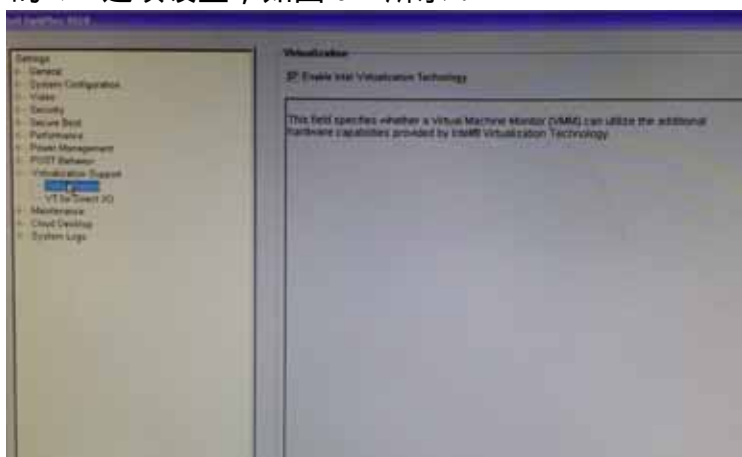 Settings
General
System Configuration
Video
Security
Secure Boot
Performance
Power Management
POST Behavior
Virtualization Support
VT for Direct I/O
Maintenance
Cloud Desktop
System Logs
Virtualization
Enable Intel Virtualization Technology
This field specifies whether a Virtual Machine Monitor (VMM) can utilize the additional
hardware capabilities provided by Intel® Virtualization Technology.